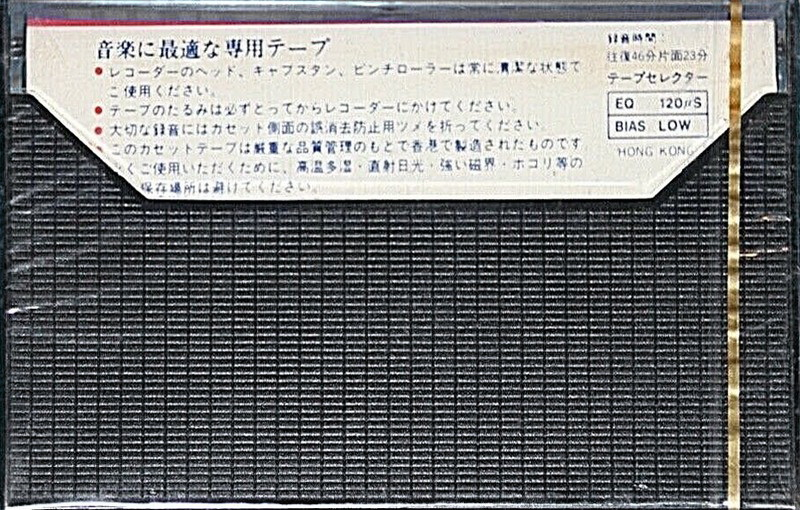 音楽に最適な専用テープ
●レコーダーのヘッド、キャプスタン、ピンチローラーは常に清潔な状態で
ご使用ください。
●テープのたるみは必ずとってからレコーダーにかけてください。
●大切な録音にはカセット側面の誤消去防止用ツメを折ってください。
このカセットテープは厳重な品質管理のもとで香港で製造されたものです
くご使用いただくために、高温多湿・直射日光・強い磁界・ホコリ等の
保存場所は避けてください。
録音時間:
往復46分片面23分
テープセレクター
EQ 120μS
BIAS LOW
HONG KONG